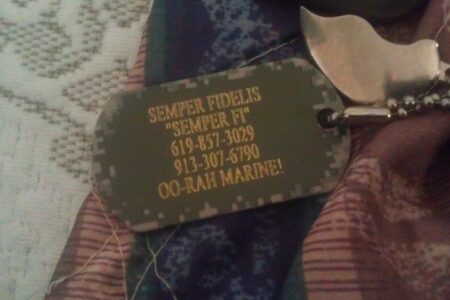 SEMPER FIDELIS
"SEMPER FI"
619-857-3029
913-307-6790
OO-RAH MARINE!